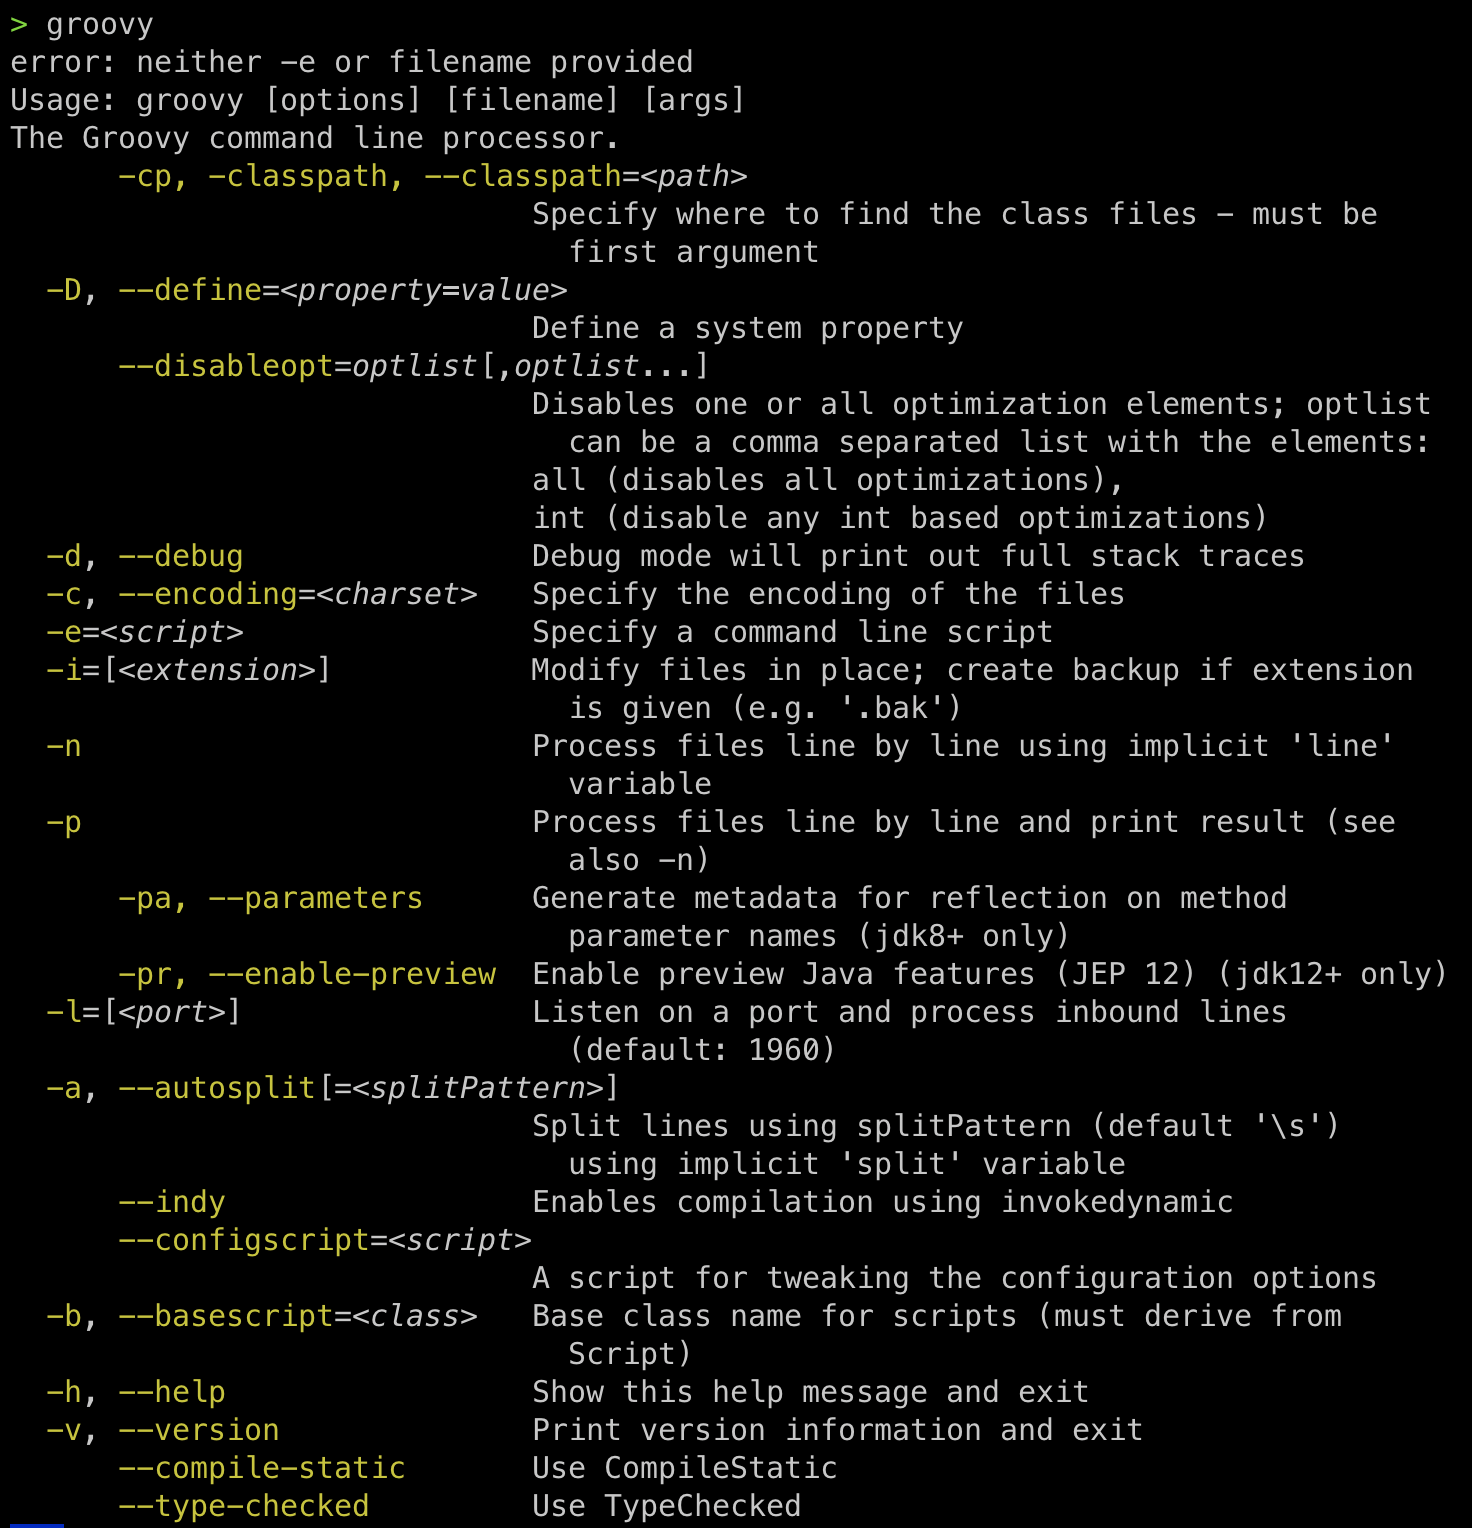 > groovy
error: neither -e or filename provided
Usage: groovy [options] [filename] [args]
The Groovy command line processor.
      -cp, -classpath, --classpath=<path>
                             Specify where to find the class files - must be
                               first argument
  -D, --define=<property=value>
                             Define a system property
      --disableopt=optlist[,optlist...]
                             Disables one or all optimization elements; optlist
                               can be a comma separated list with the elements:
                             all (disables all optimizations),
                             int (disable any int based optimizations)
  -d, --debug                Debug mode will print out full stack traces
  -c, --encoding=<charset>   Specify the encoding of the files
  -e=<script>                Specify a command line script
  -i=[<extension>]           Modify files in place; create backup if extension
                               is given (e.g. '.bak')
  -n                         Process files line by line using implicit 'line'
                               variable
  -p                         Process files line by line and print result (see
                               also -n)
      -pa, --parameters      Generate metadata for reflection on method
                               parameter names (jdk8+ only)
      -pr, --enable-preview  Enable preview Java features (JEP 12) (jdk12+ only)
  -l=[<port>]                Listen on a port and process inbound lines
                               (default: 1960)
  -a, --autosplit[=<splitPattern>]
                             Split lines using splitPattern (default '\s')
                               using implicit 'split' variable
      --indy                 Enables compilation using invokedynamic
      --configscript=<script>
                             A script for tweaking the configuration options
  -b, --basescript=<class>   Base class name for scripts (must derive from
                               Script)
  -h, --help                 Show this help message and exit
  -v, --version              Print version information and exit
      --compile-static       Use CompileStatic
      --type-checked         Use TypeChecked